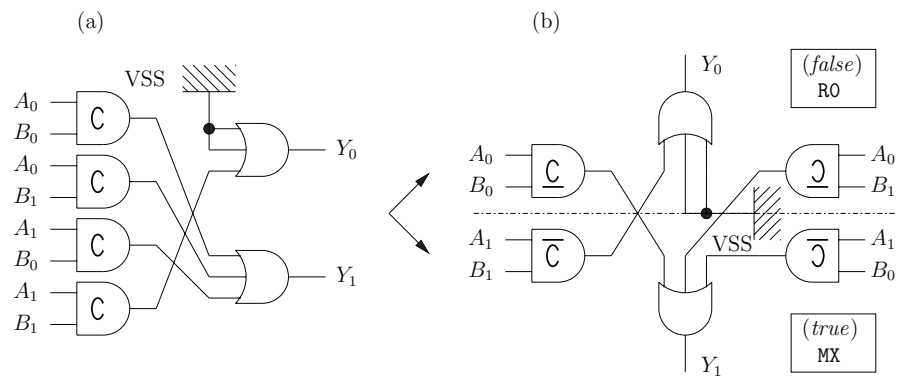 (a)
VSS
A₀
B₀
C
A₀
B₁
C
A₁
B₀
C
A₁
B₁
C
Y₀
Y₁
(b)
Y₀
(false)
RO
A₀
B₀
C
C
A₀
B₁
A₁
B₁
C
VSS
C
A₁
B₀
Y₁
(true)
MX